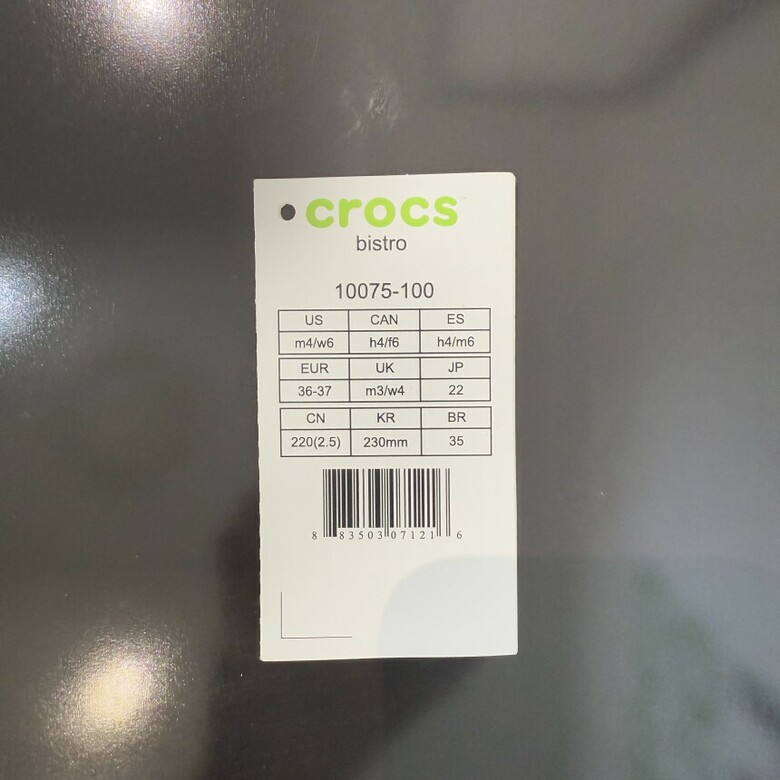 crocs™
bistro
10075-100
US CAN ES
m4/w6 h4/f6 h4/m6
EUR UK JP
36-37 m3/w4 22
CN KR BR
220(2.5) 230mm 35
8 83503 07121 6